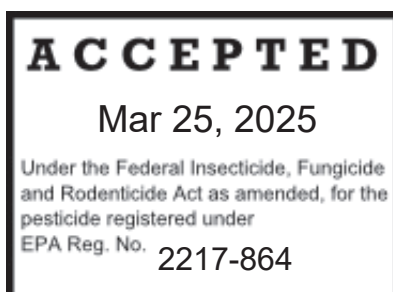 ACCEPTED
Mar 25, 2025
Under the Federal Insecticide, Fungicide
and Rodenticide Act as amended, for the
pesticide registered under
EPA Reg. No. 2217-864